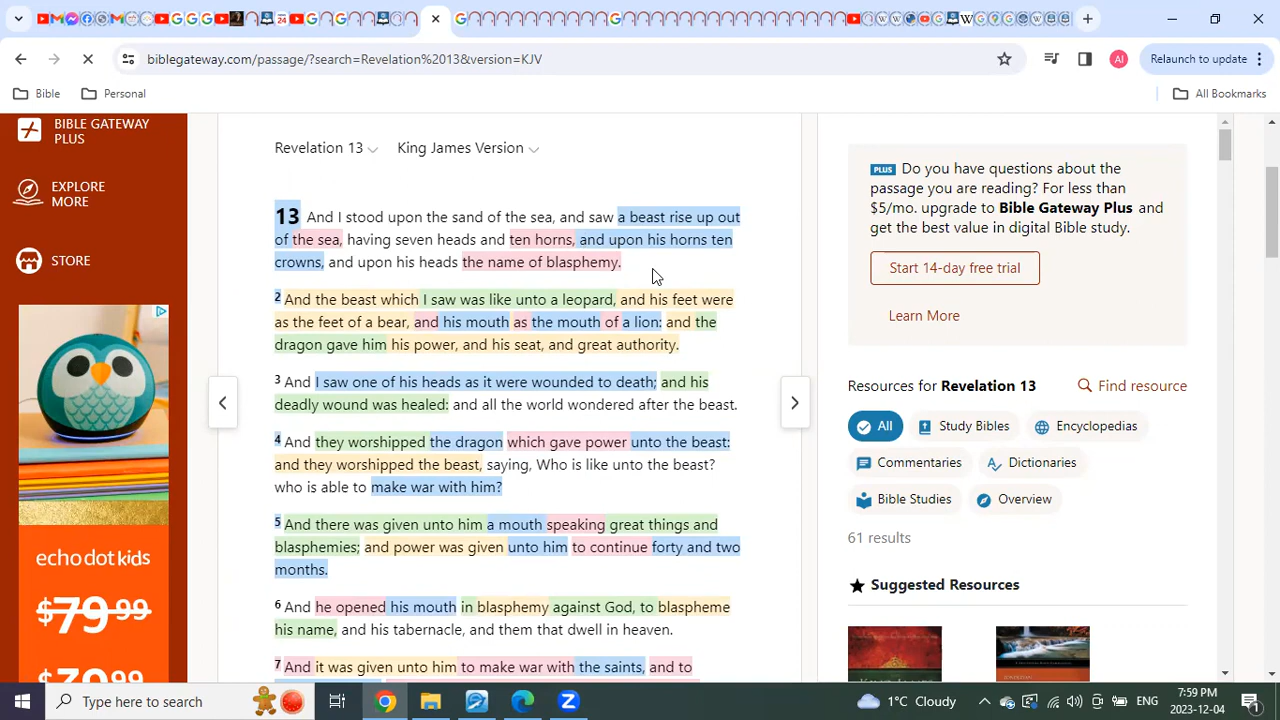 24
W
biblegateway.com/passage/?search=Revelation%2013&version=KJV
AI
Relaunch to update
Bible
Personal
All Bookmarks
BIBLE GATEWAY
PLUS
EXPLORE
MORE
STORE
echo dot kids
$79 99
Revelation 13
King James Version
13 And I stood upon the sand of the sea, and saw a beast rise up out
of the sea, having seven heads and ten horns, and upon his horns ten
crowns, and upon his heads the name of blasphemy.
2 And the beast which I saw was like unto a leopard, and his feet were
as the feet of a bear, and his mouth as the mouth of a lion: and the
dragon gave him his power, and his seat, and great authority.
3 And I saw one of his heads as it were wounded to death; and his
deadly wound was healed: and all the world wondered after the beast.
4 And they worshipped the dragon which gave power unto the beast:
and they worshipped the beast, saying, Who is like unto the beast?
who is able to make war with him?
5 And there was given unto him a mouth speaking great things and
blasphemies; and power was given unto him to continue forty and two
months.
6 And he opened his mouth in blasphemy against God, to blaspheme
his name, and his tabernacle, and them that dwell in heaven.
7 And it was given unto him to make war with the saints, and to
PLUS Do you have questions about the
passage you are reading? For less than
$5/mo. upgrade to Bible Gateway Plus and
get the best value in digital Bible study.
Start 14-day free trial
Learn More
Resources for Revelation 13
Find resource
All
Study Bibles
Encyclopedias
Commentaries
Dictionaries
Bible Studies
Overview
61 results
Suggested Resources
Type here to search
1°C Cloudy
ENG
7:59 PM
2023-12-04
1